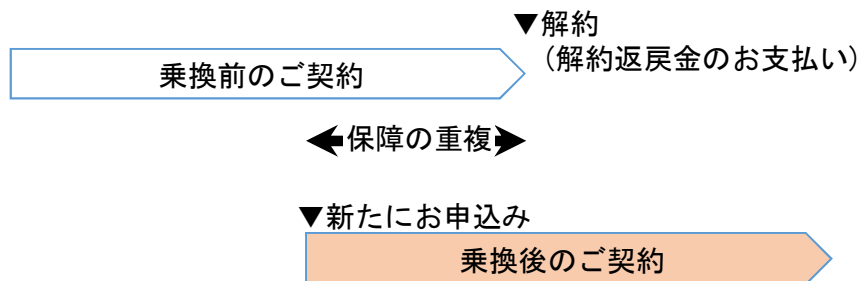 ▼解約
（解約返戻金のお支払い）
乗換前のご契約
保障の重複
▼新たにお申込み
乗換後のご契約